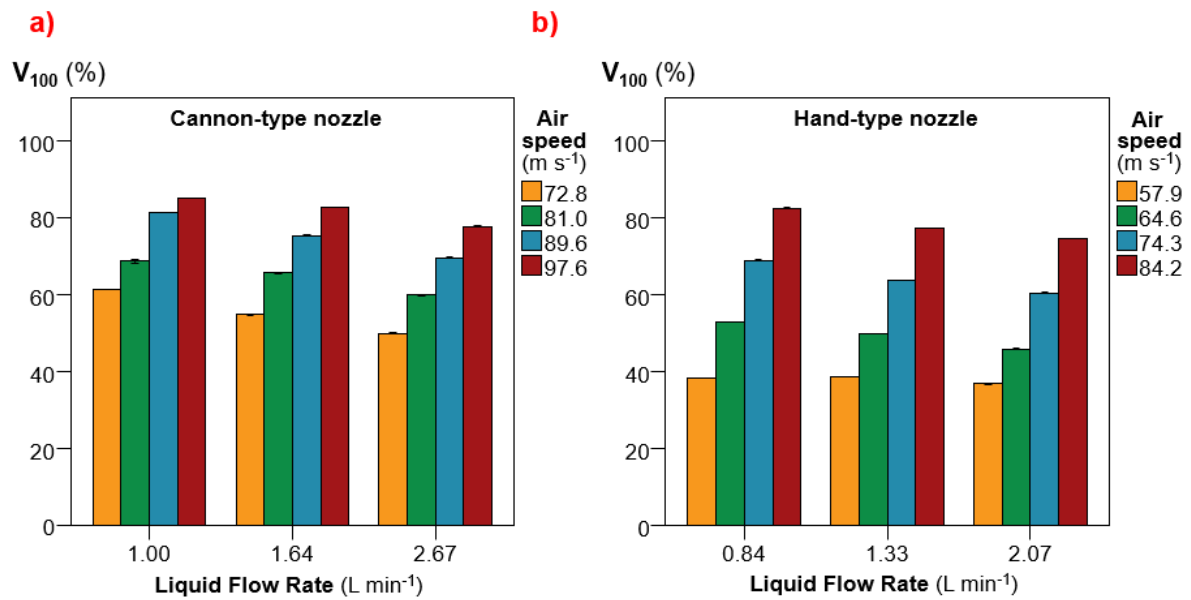 a)
V100 (%)
Cannon-type nozzle
100
80
60
40
20
0
1.00 1.64 2.67
Liquid Flow Rate (L min-1)
Air
speed
(m s-1)
72.8
81.0
89.6
97.6
b)
V100 (%)
Hand-type nozzle
100
80
60
40
20
0
0.84 1.33 2.07
Liquid Flow Rate (L min-1)
Air
speed
(m s-1)
57.9
64.6
74.3
84.2